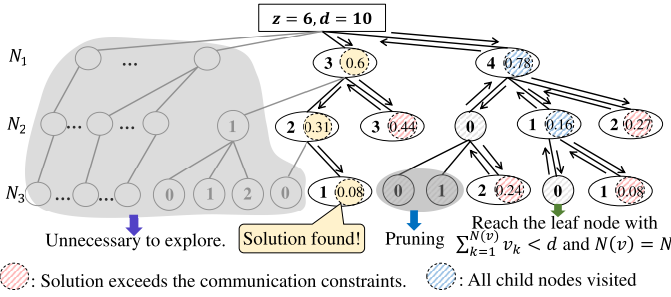 z = 6, d = 10
N₁
...
3 0.6
4 0.78
N₂
... ...
1
2 0.31
3 0.44
0
1 0.16
2 0.27
N₃
... ...
0 1 2 0
1 0.08
0 1
2 0.24
0
1 0.08
Unnecessary to explore.
Solution found!
Pruning
Reach the leaf node with
∑_{k=1}^{N(v)} v_k < d and N(v) = N
: Solution exceeds the communication constraints.
: All child nodes visited